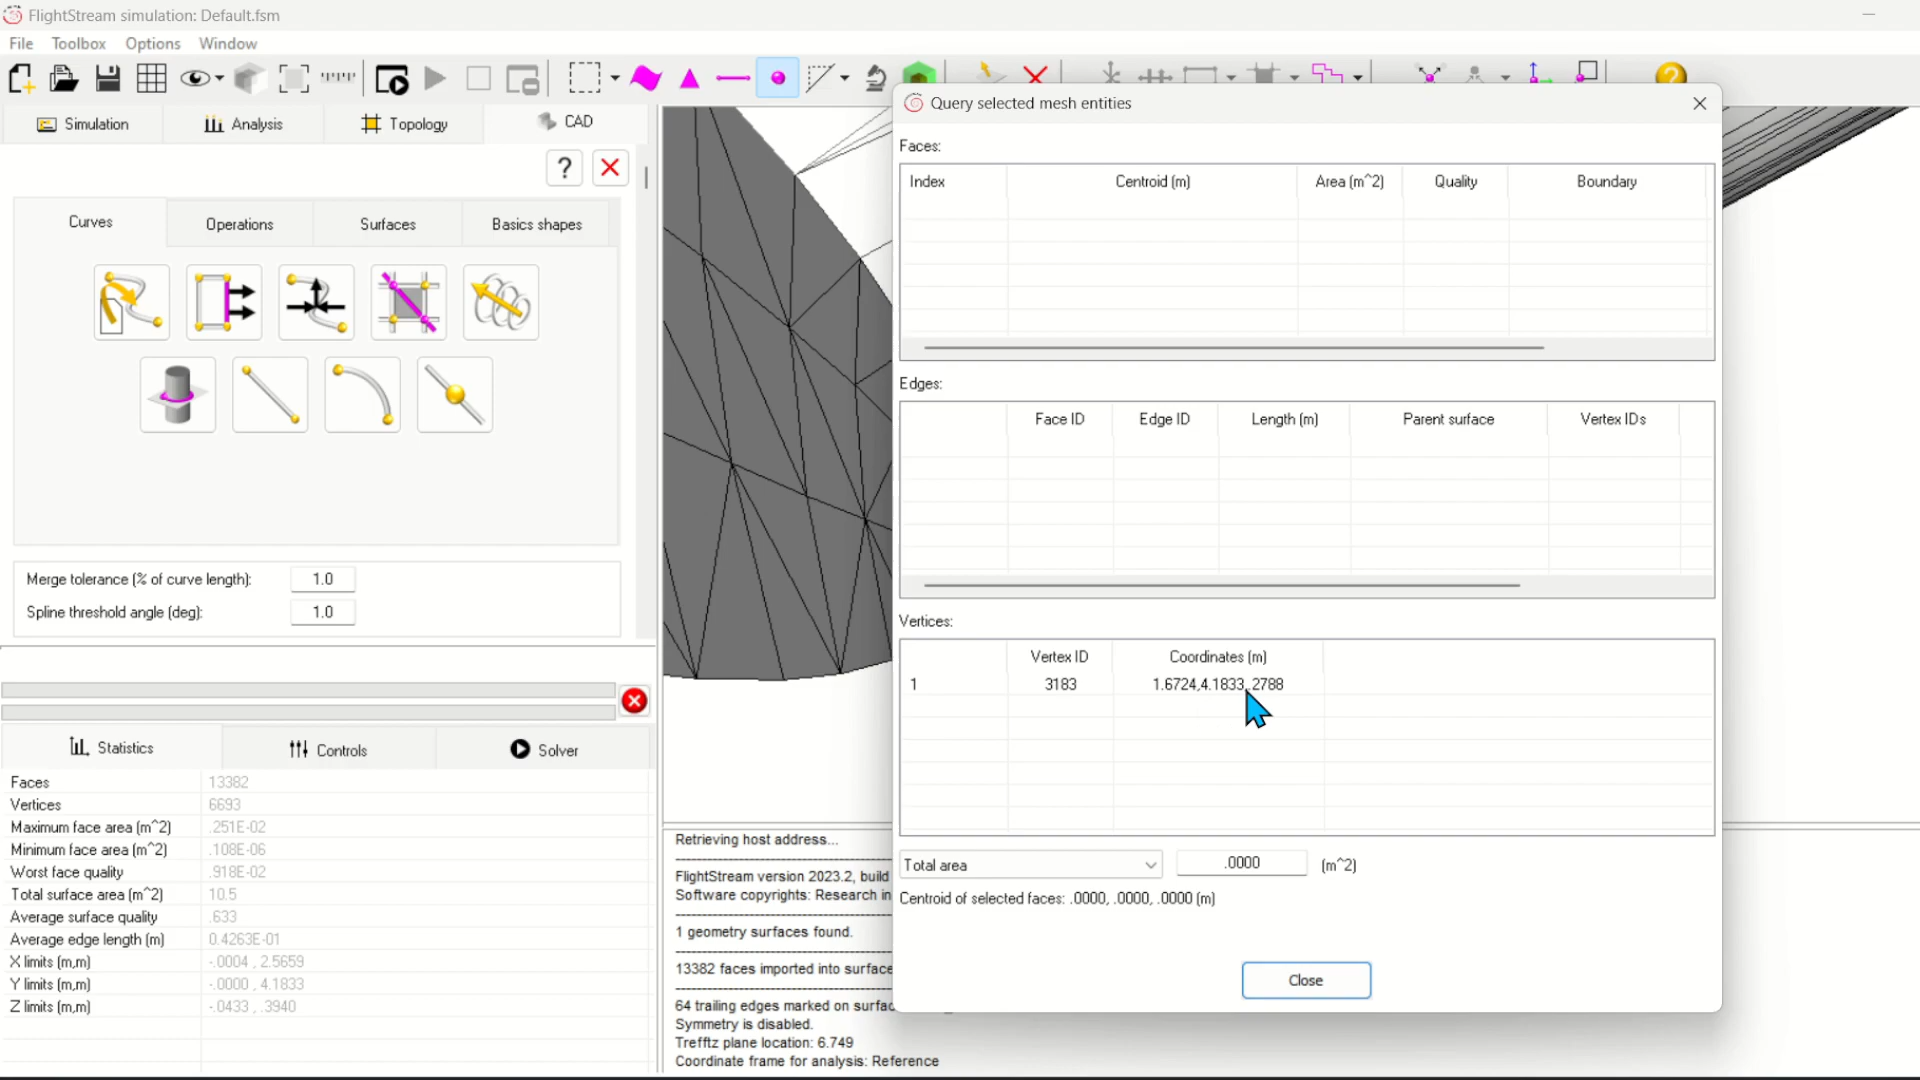 FlightStream simulation: Default.fsm
File Toolbox Options Window
Simulation Analysis Topology CAD
?
Curves Operations Surfaces Basics shapes
Merge tolerance (% of curve length): 1.0
Spline threshold angle (deg): 1.0
Statistics Controls Solver
Faces 13382
Vertices 6693
Maximum face area (m^2) .251E-02
Minimum face area (m^2) .108E-06
Worst face quality .918E-02
Total surface area (m^2) 10.5
Average surface quality .633
Average edge length (m) 0.4263E-01
X limits (m,m) -.0004 , 2.5659
Y limits (m,m) -.0000 , 4.1833
Z limits (m,m) -.0433 , .3940
Retrieving host address...
FlightStream version 2023.2, build
Software copyrights: Research in
1 geometry surfaces found.
13382 faces imported into surface
64 trailing edges marked on surfac
Symmetry is disabled.
Trefftz plane location: 6.749
Coordinate frame for analysis: Reference
Query selected mesh entities
Faces:
Index Centroid (m) Area (m^2) Quality Boundary
Edges:
Face ID Edge ID Length (m) Parent surface Vertex IDs
Vertices:
Vertex ID Coordinates (m)
1 3183 1.6724,4.1833,.2788
Total area .0000 (m^2)
Centroid of selected faces: .0000, .0000, .0000 (m)
Close